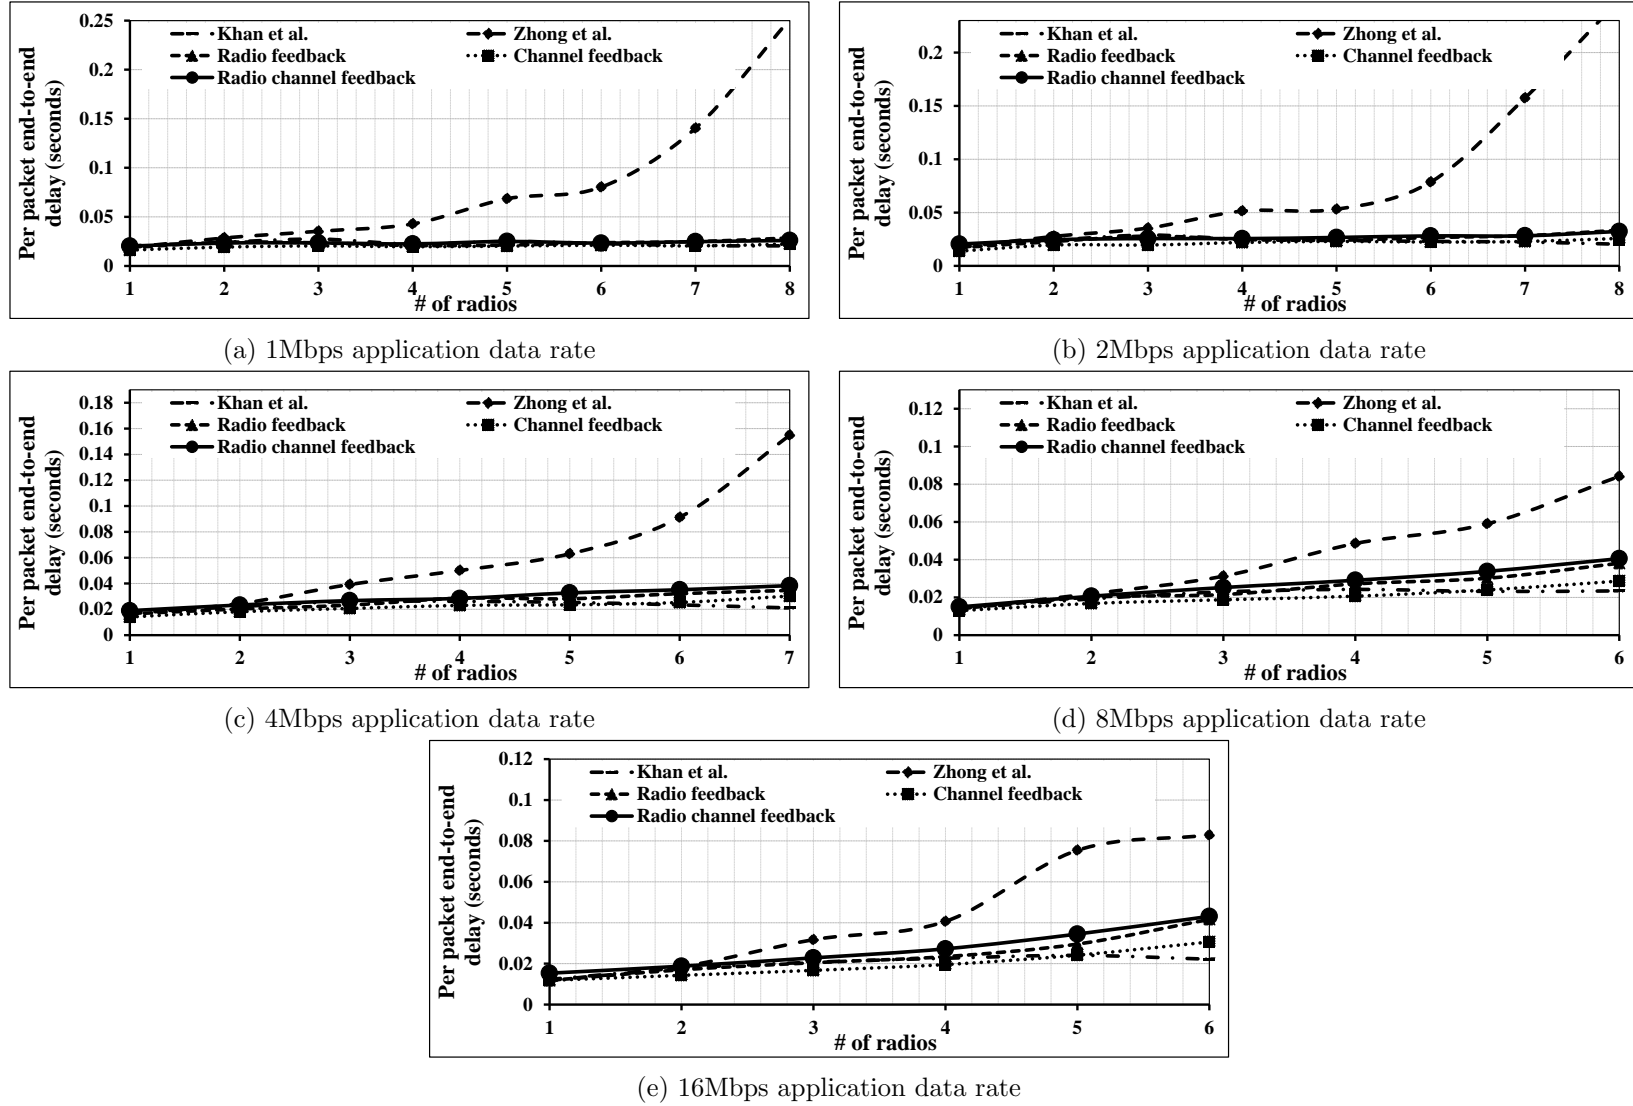 Khan et al.
Zhong et al.
Radio feedback
Channel feedback
Radio channel feedback
Per packet end-to-end
delay (seconds)
0.25
0.2
0.15
0.1
0.05
0
1 2 3 4 5 6 7 8
# of radios
(a) 1Mbps application data rate
Khan et al.
Zhong et al.
Radio feedback
Channel feedback
Radio channel feedback
Per packet end-to-end
delay (seconds)
0.2
0.15
0.1
0.05
0
1 2 3 4 5 6 7 8
# of radios
(b) 2Mbps application data rate
Khan et al.
Zhong et al.
Radio feedback
Channel feedback
Radio channel feedback
Per packet end-to-end
delay (seconds)
0.18
0.16
0.14
0.12
0.1
0.08
0.06
0.04
0.02
0
1 2 3 4 5 6 7
# of radios
(c) 4Mbps application data rate
Khan et al.
Zhong et al.
Radio feedback
Channel feedback
Radio channel feedback
Per packet end-to-end
delay (seconds)
0.12
0.1
0.08
0.06
0.04
0.02
0
1 2 3 4 5 6
# of radios
(d) 8Mbps application data rate
Khan et al.
Zhong et al.
Radio feedback
Channel feedback
Radio channel feedback
Per packet end-to-end
delay (seconds)
0.12
0.1
0.08
0.06
0.04
0.02
0
1 2 3 4 5 6
# of radios
(e) 16Mbps application data rate